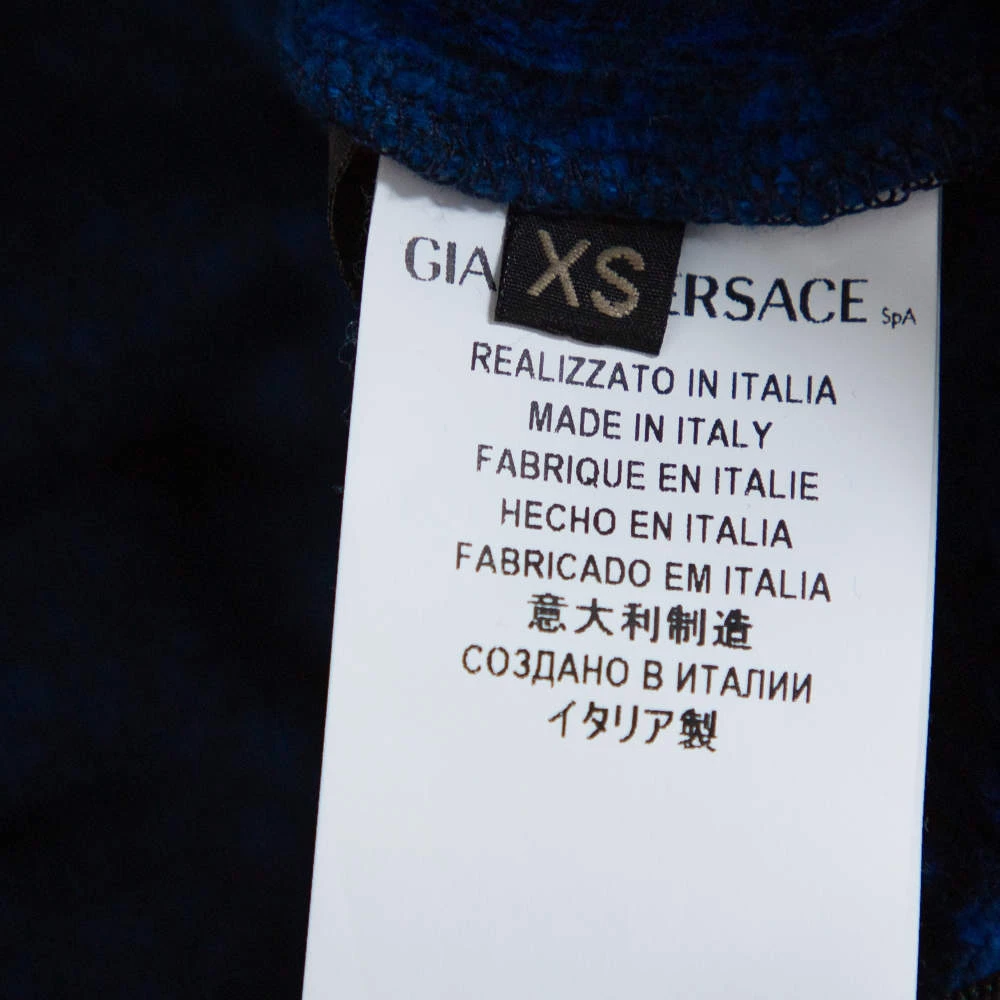 XS
GIA ERSACE SpA
REALIZZATO IN ITALIA
MADE IN ITALY
FABRIQUE EN ITALIE
HECHO EN ITALIA
FABRICADO EM ITALIA
意大利制造
СОЗДАНО В ИТАЛИИ
イタリア製